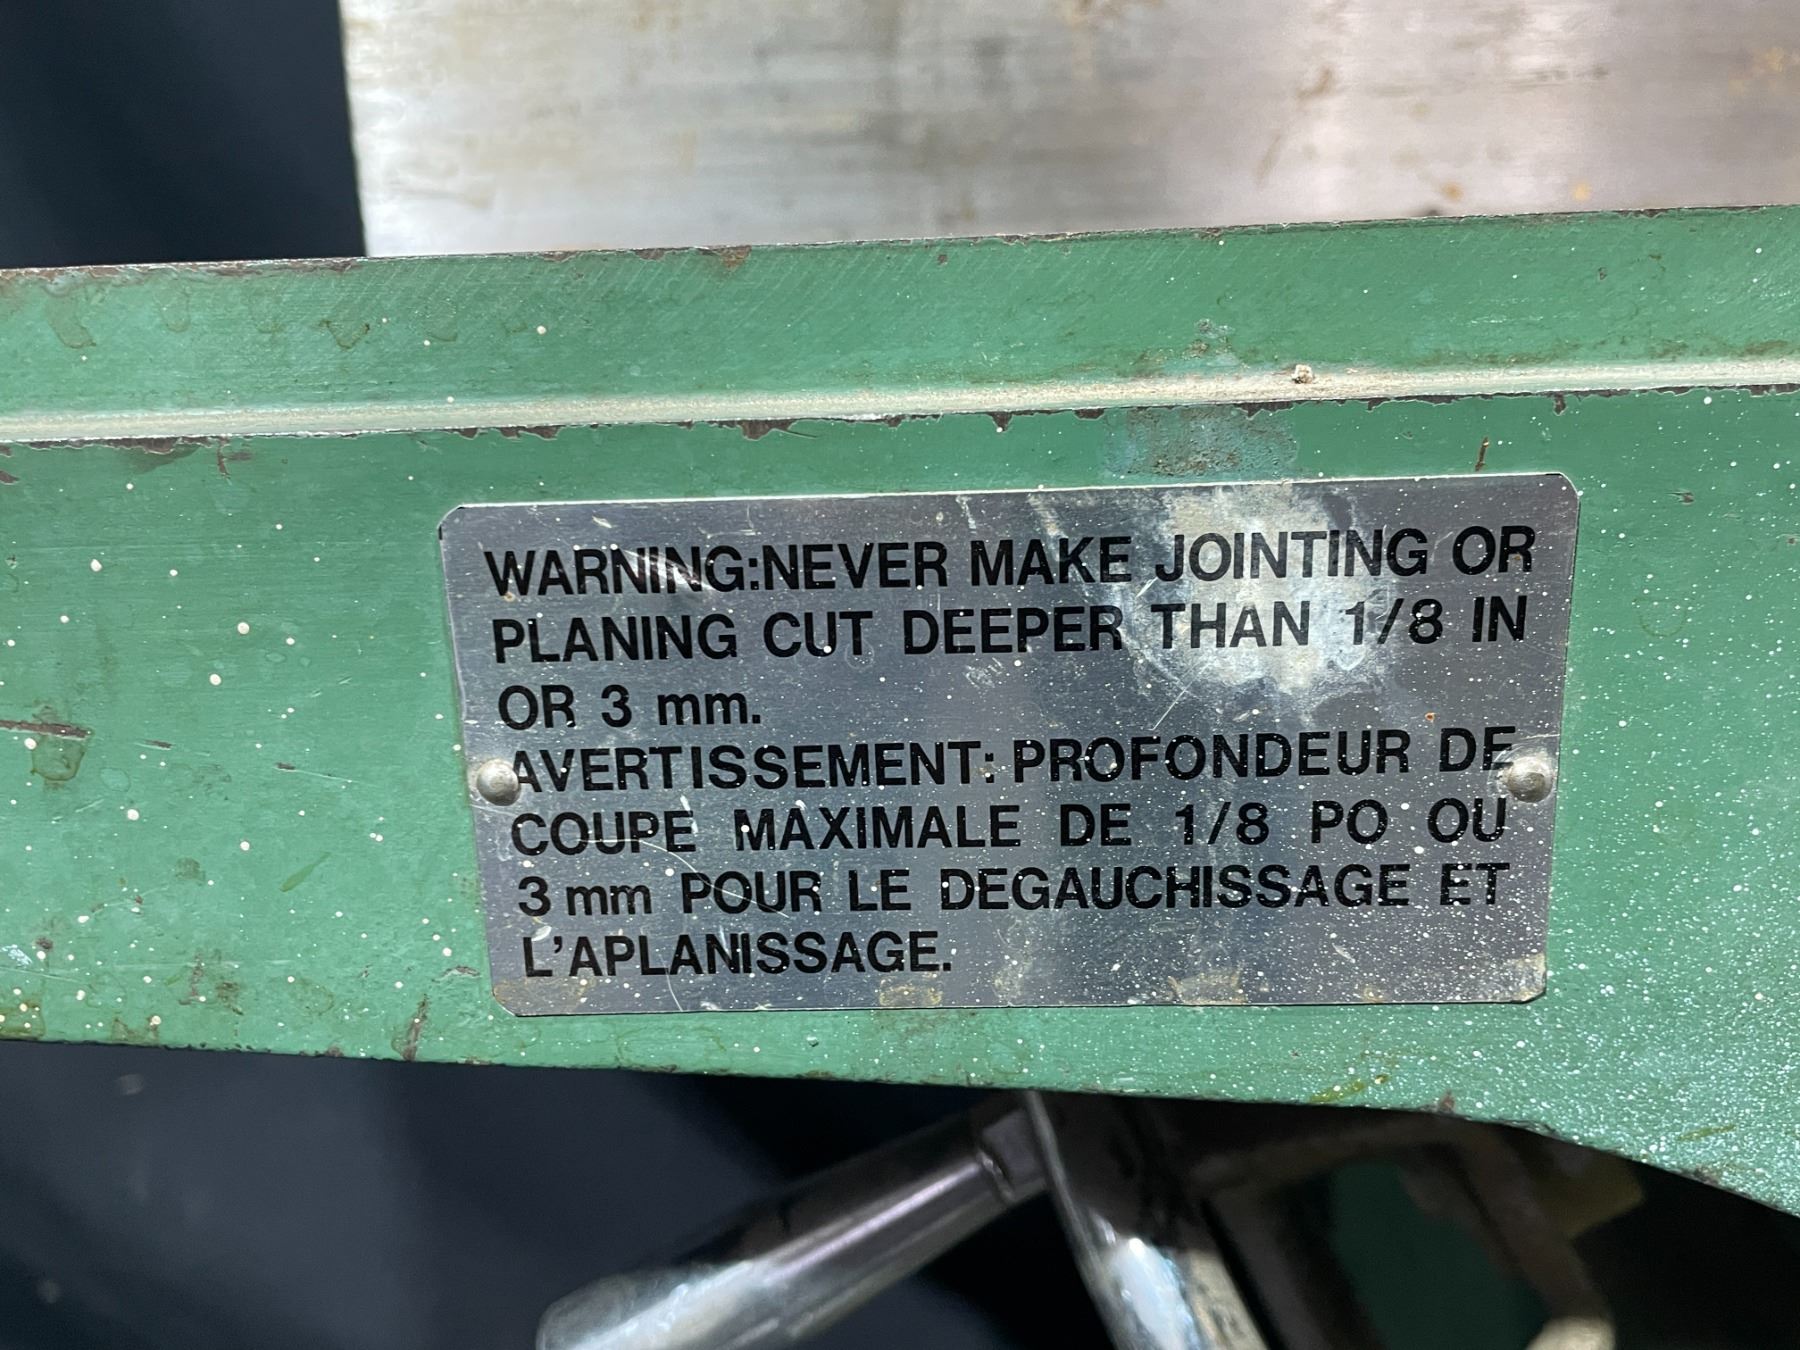 WARNING:NEVER MAKE JOINTING OR
PLANING CUT DEEPER THAN 1/8 IN
OR 3 mm.
AVERTISSEMENT: PROFONDEUR DE
COUPE MAXIMALE DE 1/8 PO OU
3 mm POUR LE DEGAUCHISSAGE ET
L'APLANISSAGE.